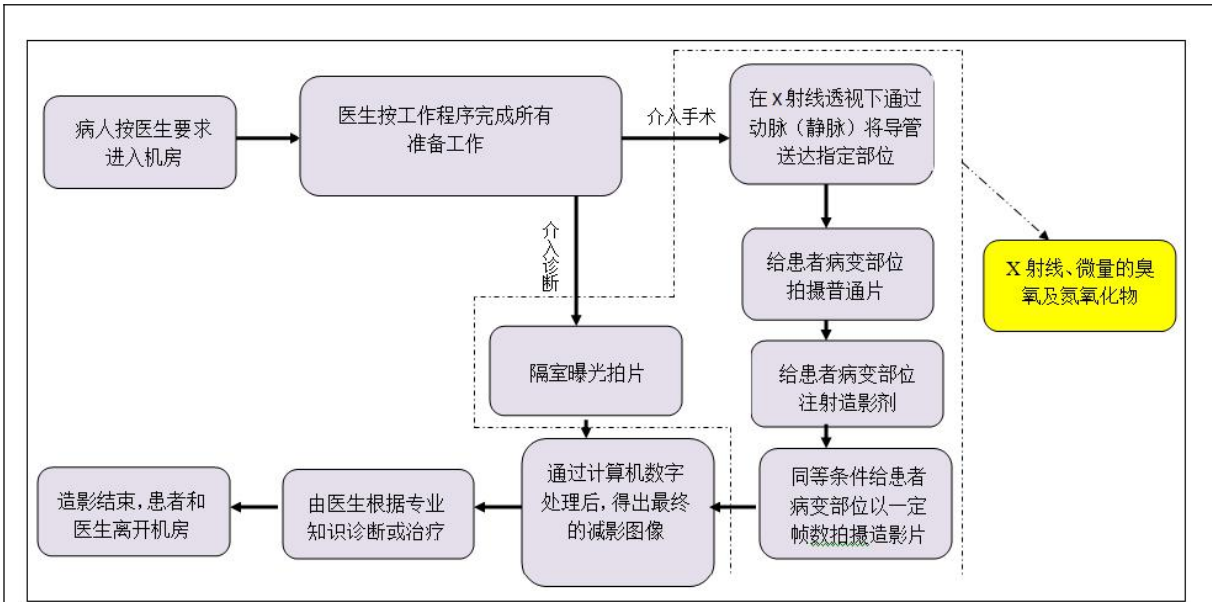 病人按医生要求
进入机房
医生按工作程序完成所有
准备工作
介入手术
在X射线透视下通过
动脉（静脉）将导管
送达指定部位
介入诊断
给患者病变部位
拍摄普通片
X 射线、微量的臭
氧及氮氧化物
隔室曝光拍片
给患者病变部位
注射造影剂
同等条件给患者
病变部位以一定
帧数拍摄造影片
通过计算机数字
处理后，得出最终
的减影图像
由医生根据专业
知识诊断或治疗
造影结束，患者和
医生离开机房